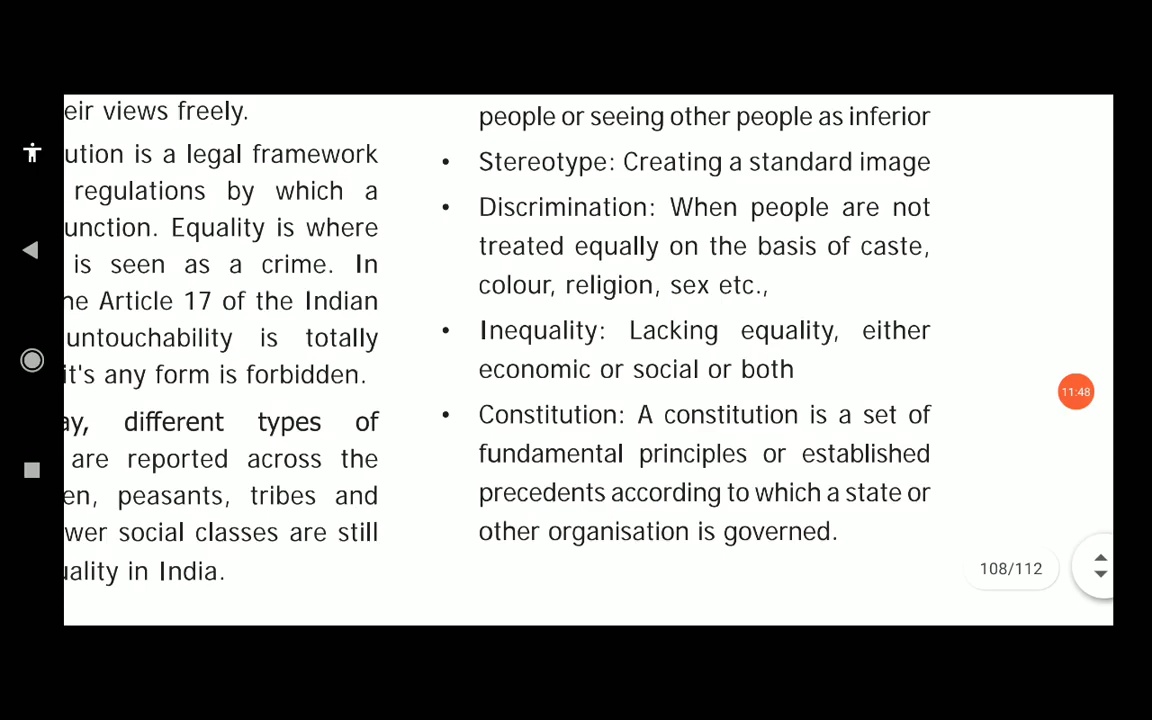 eir views freely.
ution is a legal framework
regulations by which a
unction. Equality is where
is seen as a crime. In
ne Article 17 of the Indian
untouchability is totally
it's any form is forbidden.
ay, different types of
are reported across the
en, peasants, tribes and
wer social classes are still
uality in India.
people or seeing other people as inferior
• Stereotype: Creating a standard image
• Discrimination: When people are not
treated equally on the basis of caste,
colour, religion, sex etc.,
• Inequality: Lacking equality, either
economic or social or both
• Constitution: A constitution is a set of
fundamental principles or established
precedents according to which a state or
other organisation is governed.
11:48
108/112